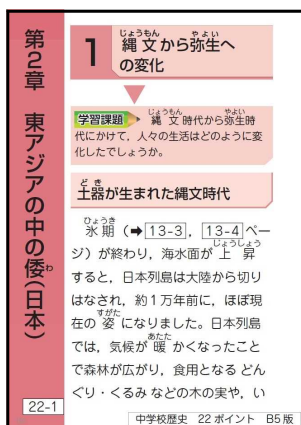 第2章 東アジアの中の倭(日本)
わ
1
縄文から弥生へ
じょうもん やよい
の変化
学習課題
縄文時代から弥生時
じょうもん やよい
代にかけて、人々の生活はどのように変
化したでしょうか。
土器が生まれた縄文時代
どき
氷期(➡13-3, 13-4ペー
ひょうき
ジ)が終わり、海水面が上昇
じょうしょう
すると、日本列島は大陸から切り
はなされ、約1万年前に、ほぼ現
在の姿になりました。日本列島
すがた
では、気候が暖かくなったこと
あたた
で森林が広がり、食用となるどん
ぐり・くるみなどの木の実や、い
22-1
中学校歴史 22ポイント B5版